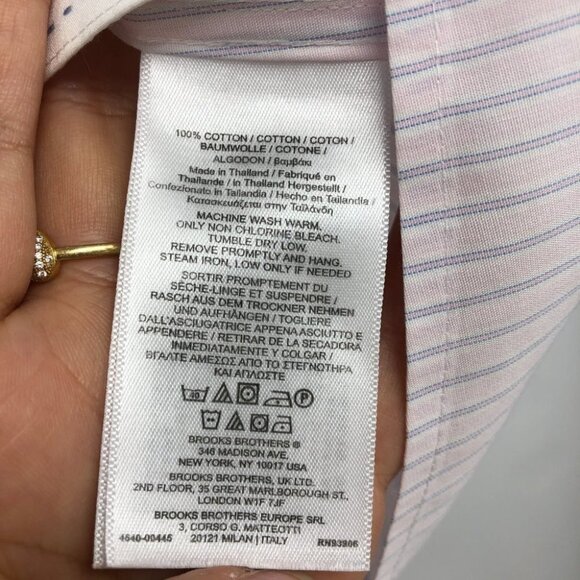 100% COTTON / COTTON / COTON /
BAUMWOLLE / COTONE /
ALGODON / βαμβάκι
Made in Thailand / Fabriqué en
Thaïlande / in Thailand Hergestellt /
Confezionato in Tailandia / Hecho en Tailandia /
Κατασκευάζεται στην Ταϊλάνδη
MACHINE WASH WARM.
ONLY NON CHLORINE BLEACH.
TUMBLE DRY LOW.
REMOVE PROMPTLY AND HANG.
STEAM IRON, LOW ONLY IF NEEDED
SORTIR PROMPTEMENT DU
SÈCHE-LINGE ET SUSPENDRE /
RASCH AUS DEM TROCKNER NEHMEN
UND AUFHÄNGEN / TOGLIERE
DALL'ASCIUGATRICE APPENA ASCIUTTO E
APPENDERE / RETIRAR DE LA SECADORA
INMEDIATAMENTE Y COLGAR /
ΒΓΑΛΤΕ ΑΜΕΣΩΣ ΑΠΟ ΤΟ ΣΤΕΓΝΩΤΗΡΑ
ΚΑΙ ΑΠΛΩΣΤΕ
40 P
BROOKS BROTHERS ®
346 MADISON AVE.
NEW YORK, NY 10017 USA
BROOKS BROTHERS, UK LTD.
2ND FLOOR, 35 GREAT MARLBOROUGH ST.
LONDON W1F 7JF
BROOKS BROTHERS EUROPE SRL
3, CORSO G. MATTEOTTI
4640-00445 20121 MILAN | ITALY RN93986